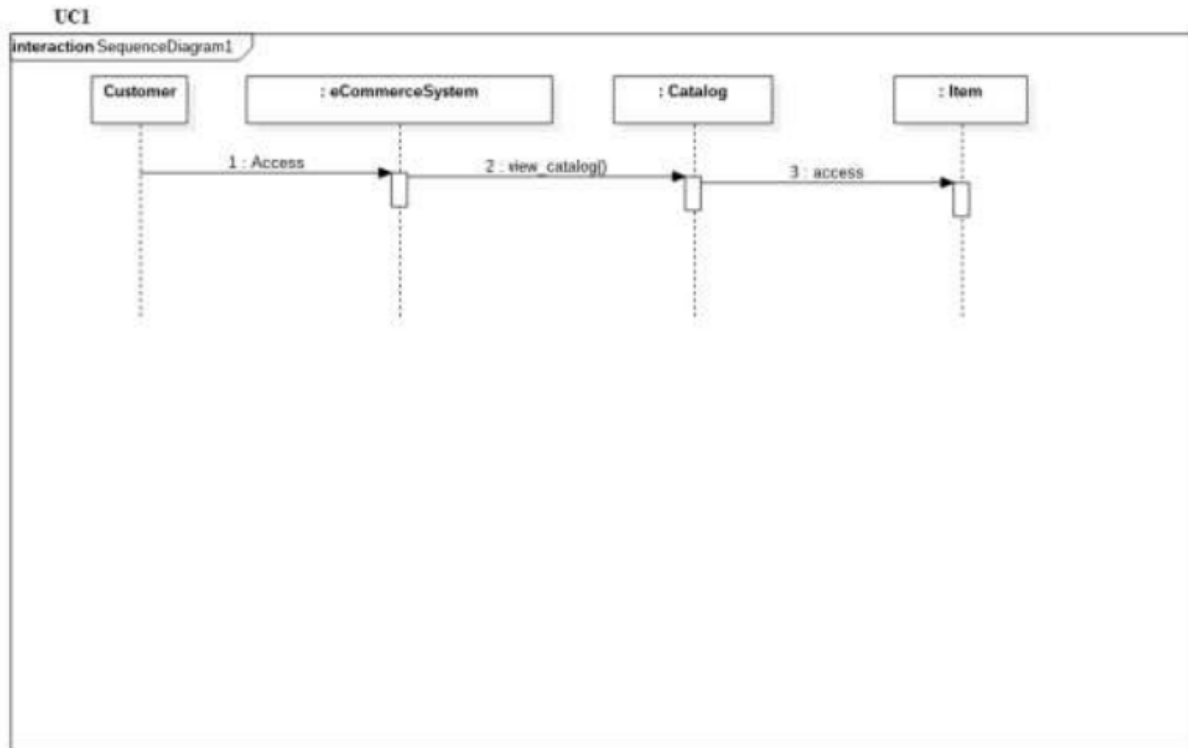 UC1
interaction SequenceDiagram1
Customer
: eCommerceSystem
: Catalog
: Item
1 : Access
2 : view_catalog()
3 : access